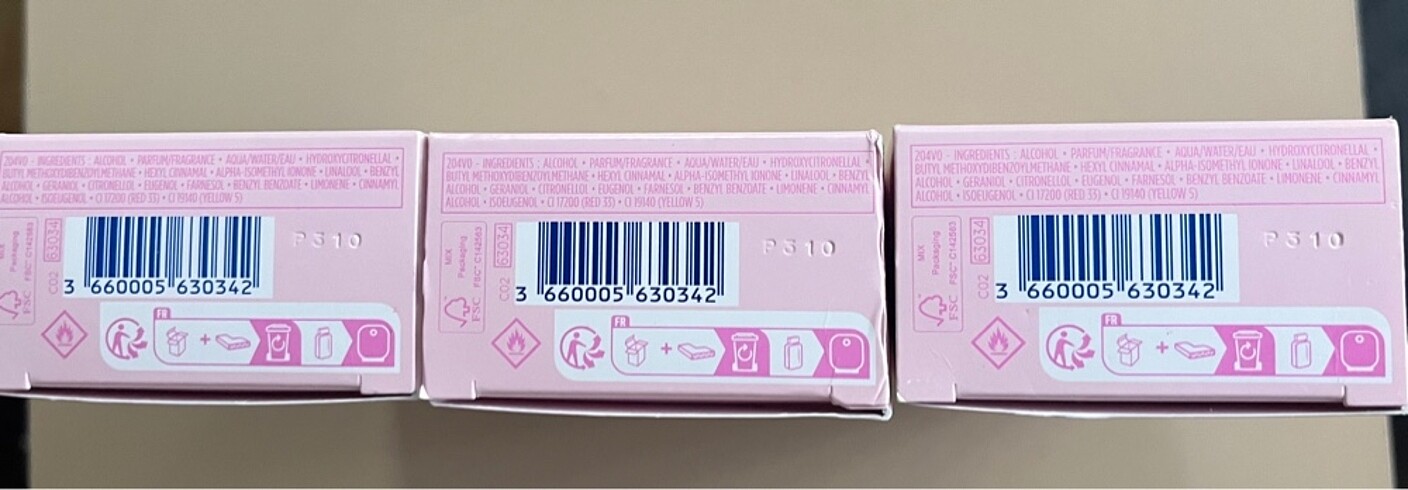 204V0 - INGREDIENTS : ALCOHOL • PARFUM/FRAGRANCE • AQUA/WATER/EAU • HYDROXYCITRONELLAL •
BUTYL METHOXYDIBENZOYLMETHANE • HEXYL CINNAMAL • ALPHA-ISOMETHYL IONONE • LINALOOL • BENZYL
ALCOHOL • GERANIOL • CITRONELLOL • EUGENOL • FARNESOL • BENZYL BENZOATE • LIMONENE • CINNAMYL
ALCOHOL • ISOEUGENOL • CI 17200 (RED 33) • CI 19140 (YELLOW 5)
MIX
Packaging
FSC
FSC™ C142563
C02 63034
3 660005 630342
P310
FR
204V0 - INGREDIENTS : ALCOHOL • PARFUM/FRAGRANCE • AQUA/WATER/EAU • HYDROXYCITRONELLAL •
BUTYL METHOXYDIBENZOYLMETHANE • HEXYL CINNAMAL • ALPHA-ISOMETHYL IONONE • LINALOOL • BENZYL
ALCOHOL • GERANIOL • CITRONELLOL • EUGENOL • FARNESOL • BENZYL BENZOATE • LIMONENE • CINNAMYL
ALCOHOL • ISOEUGENOL • CI 17200 (RED 33) • CI 19140 (YELLOW 5)
MIX
Packaging
FSC
FSC™ C142563
C02 63034
3 660005 630342
P310
FR
204V0 - INGREDIENTS : ALCOHOL • PARFUM/FRAGRANCE • AQUA/WATER/EAU • HYDROXYCITRONELLAL •
BUTYL METHOXYDIBENZOYLMETHANE • HEXYL CINNAMAL • ALPHA-ISOMETHYL IONONE • LINALOOL • BENZYL
ALCOHOL • GERANIOL • CITRONELLOL • EUGENOL • FARNESOL • BENZYL BENZOATE • LIMONENE • CINNAMYL
ALCOHOL • ISOEUGENOL • CI 17200 (RED 33) • CI 19140 (YELLOW 5)
MIX
Packaging
FSC
FSC™ C142563
C02 63034
3 660005 630342
P310
FR